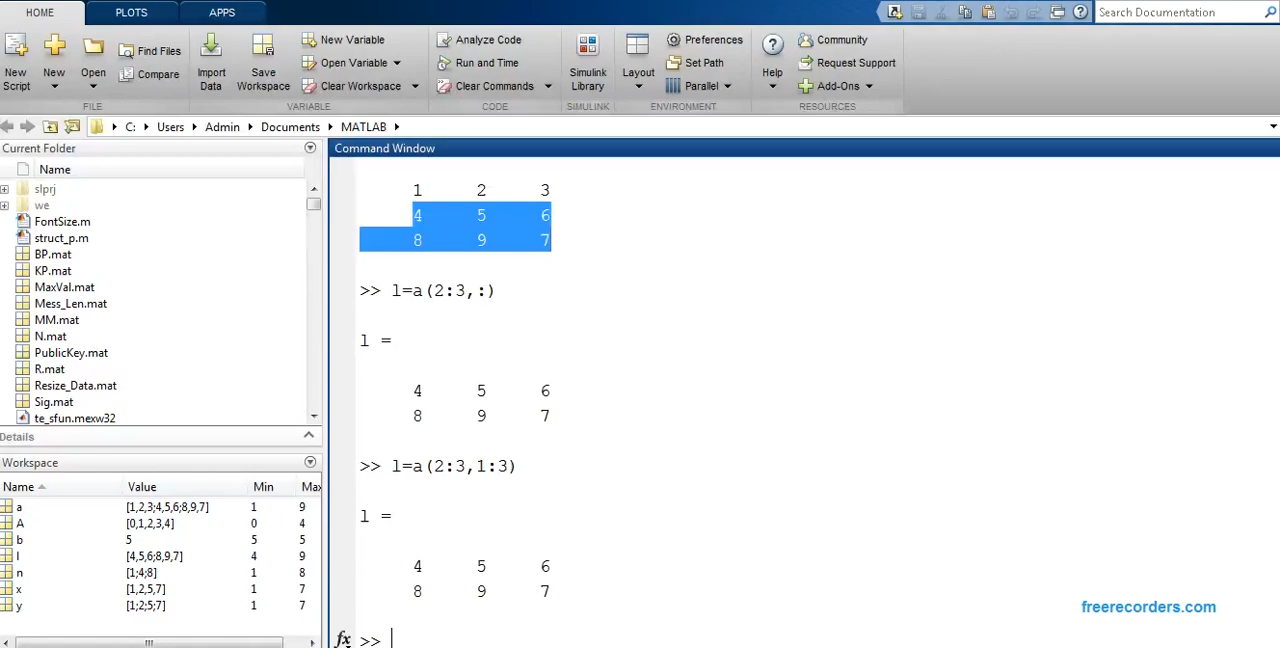 HOME PLOTS APPS Search Documentation
New Script New Open Find Files Compare Import Data Save Workspace New Variable Open Variable Clear Workspace Analyze Code Run and Time Clear Commands Simulink Library Layout Preferences Set Path Parallel Help Community Request Support Add-Ons
FILE VARIABLE CODE SIMULINK ENVIRONMENT RESOURCES
C: Users Admin Documents MATLAB
Current Folder
Name
slprj
we
FontSize.m
struct_p.m
BP.mat
KP.mat
MaxVal.mat
Mess_Len.mat
MM.mat
N.mat
PublicKey.mat
R.mat
Resize_Data.mat
Sig.mat
te_sfun.mexw32
Details
Workspace
Name Value Min Max
a [1,2,3;4,5,6;8,9,7] 1 9
A [0,1,2,3,4] 0 4
b 5 5 5
l [4,5,6;8,9,7] 4 9
n [1;4;8] 1 8
x [1,2,5,7] 1 7
y [1;2;5;7] 1 7
Command Window
1 2 3
4 5 6
8 9 7
>> l=a(2:3,:)
l =
4 5 6
8 9 7
>> l=a(2:3,1:3)
l =
4 5 6
8 9 7
fx >>
freerecorders.com